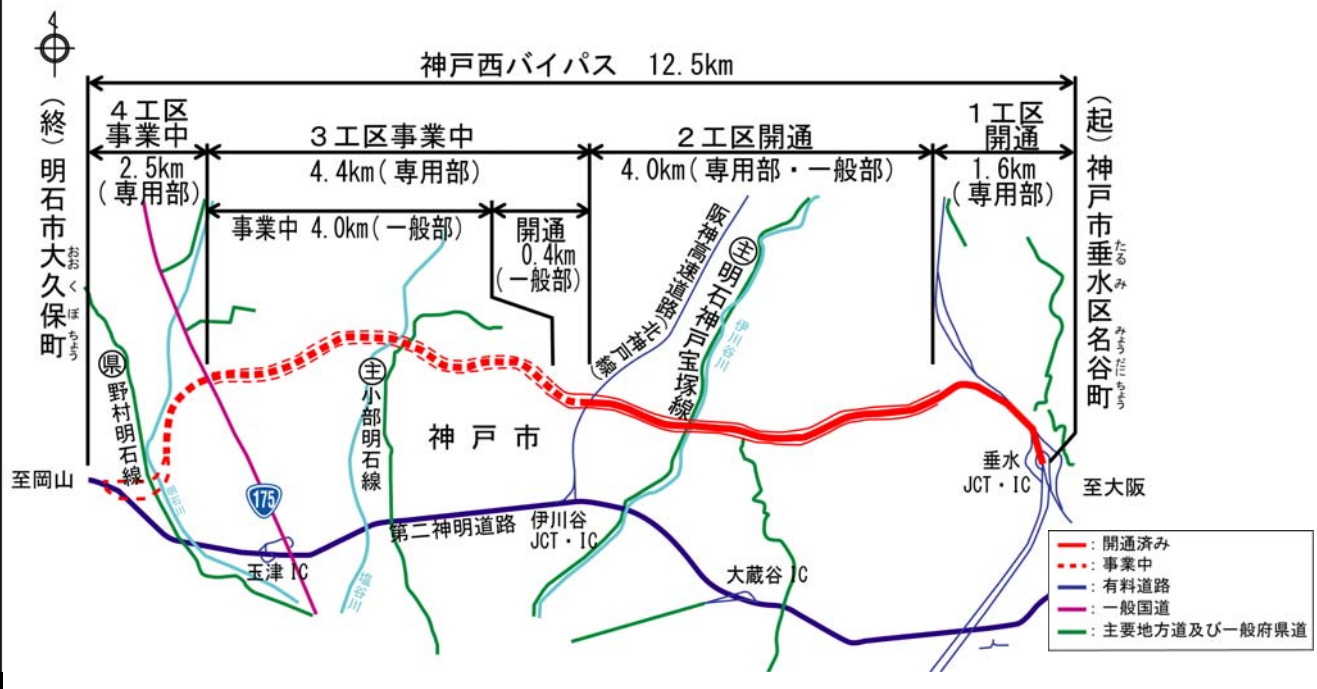 神戸西バイパス 12.5km
4工区
事業中
2.5km
(専用部)
3工区事業中
4.4km(専用部)
2工区開通
4.0km(専用部・一般部)
1工区
開通
1.6km
(専用部)
事業中 4.0km(一般部)
開通
0.4km
(一般部)
(終)明石市大久保町
おおくぼちょう
(起)神戸市垂水区名谷町
たるみ
みょうだにちょう
阪神高速道路(北神戸線)
主明石神戸宝塚線
伊川谷川
県野村明石線
主小部明石線
神戸市
明石川
塩谷川
175
至岡山
第二神明道路
伊川谷
JCT・IC
玉津IC
大蔵谷IC
垂水
JCT・IC
至大阪
:開通済み
:事業中
:有料道路
:一般国道
:主要地方道及び一般府県道